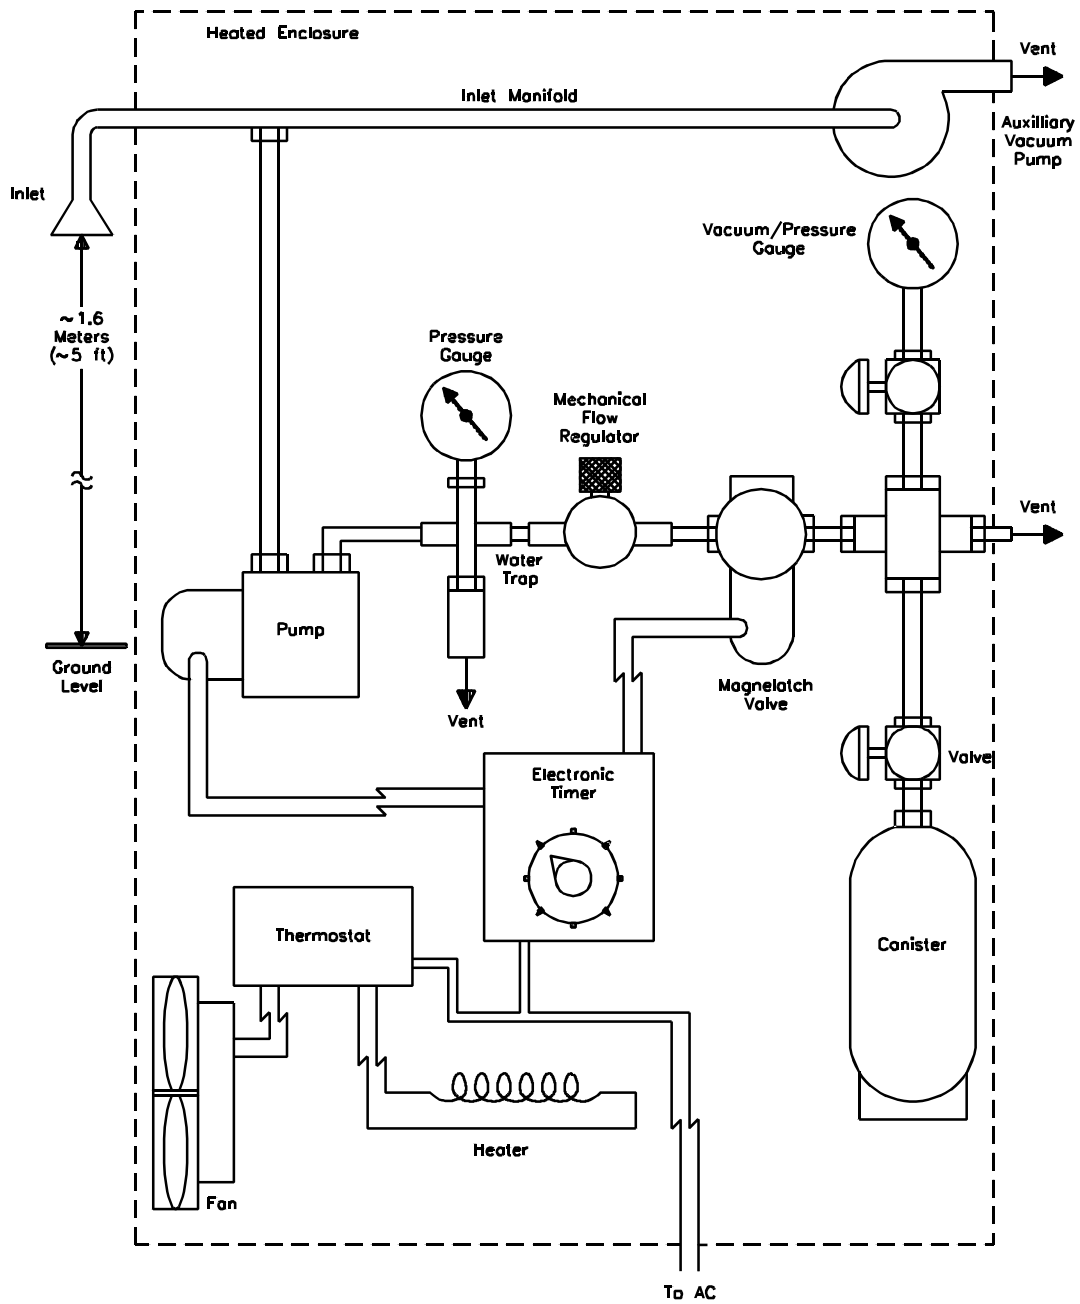 Heated Enclosure
Vent
Inlet Manifold
Auxilliary
Vacuum
Pump
Inlet
Vacuum/Pressure
Gauge
~1.6
Meters
(~5 ft)
Pressure
Gauge
Mechanical
Flow
Regulator
Vent
Water
Trap
Pump
Ground
Level
Magnelatch
Valve
Vent
Valve
Electronic
Timer
Thermostat
Canister
Heater
Fan
To AC